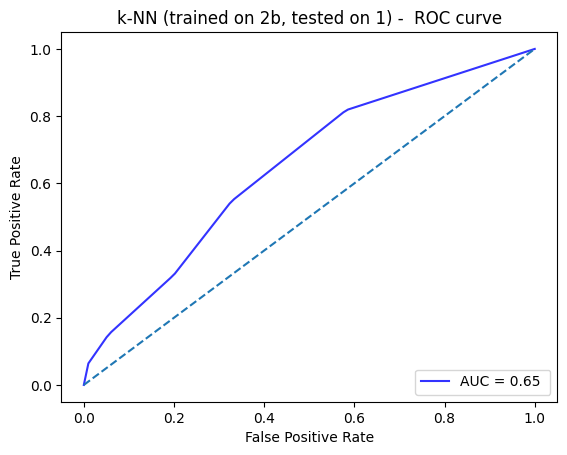 k-NN (trained on 2b, tested on 1) -  ROC curve
1.0
0.8
0.6
0.4
0.2
0.0
True Positive Rate
AUC = 0.65
0.0 0.2 0.4 0.6 0.8 1.0
False Positive Rate